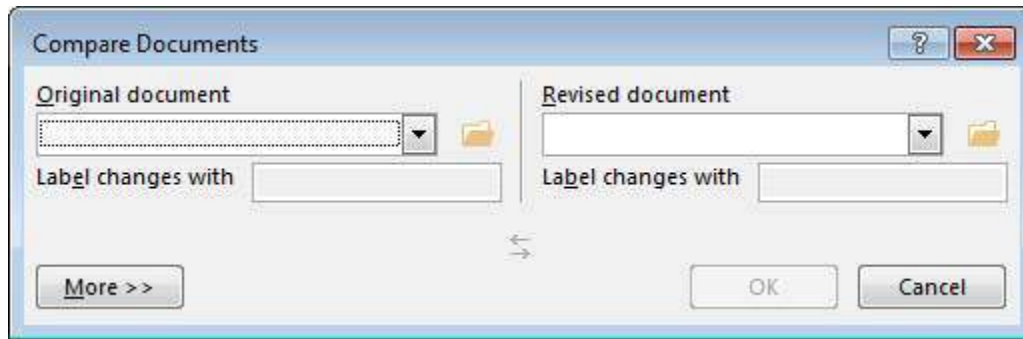 Compare Documents
?
Original document
Revised document
Label changes with
Label changes with
More >>
OK
Cancel